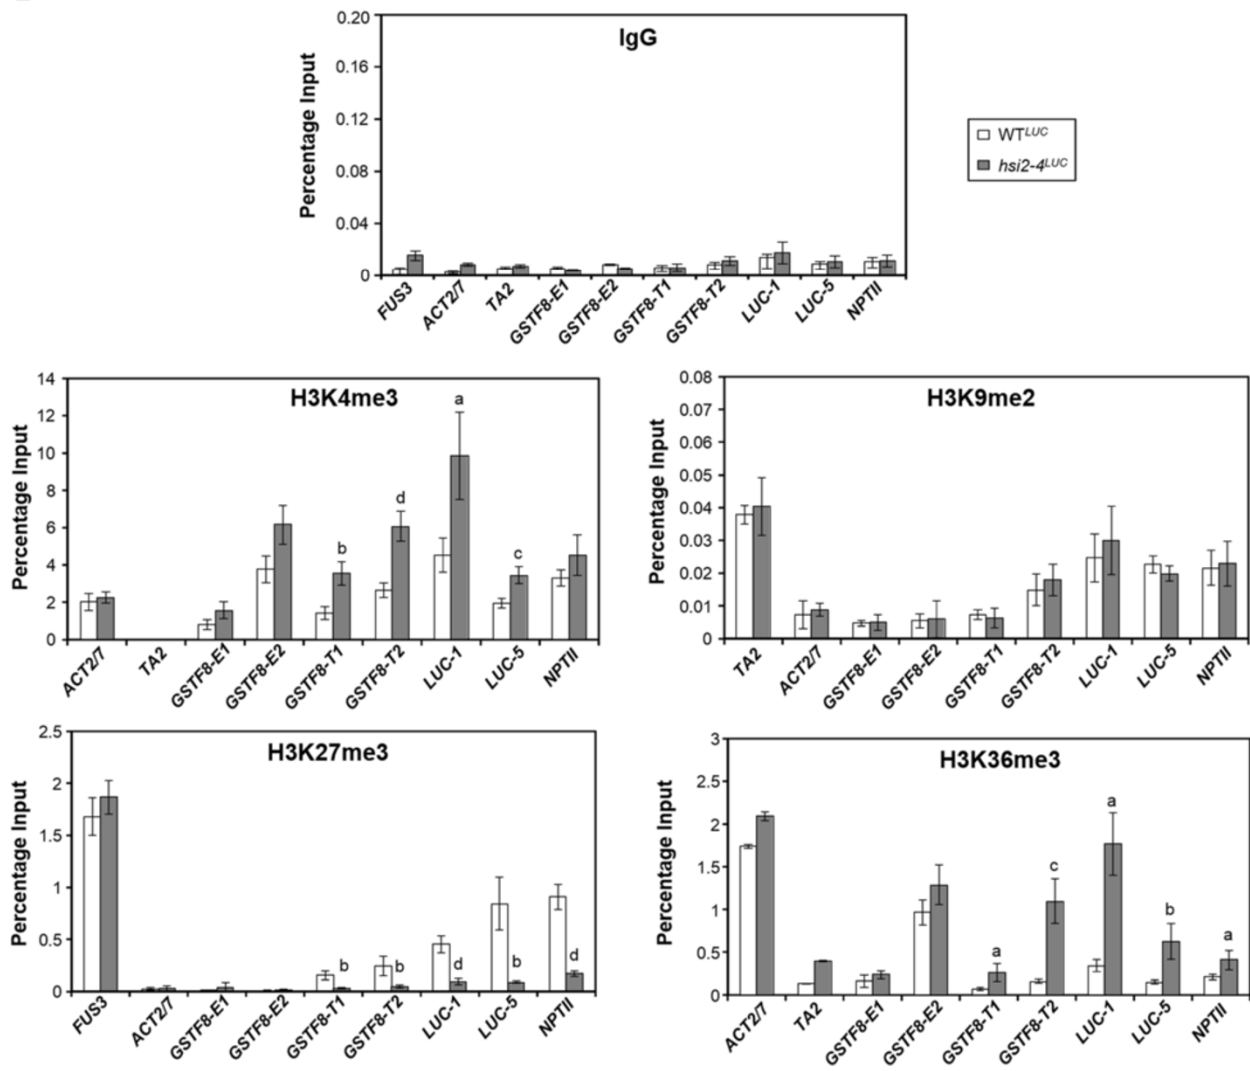 IgG
Percentage Input
0.20
0.16
0.12
0.08
0.04
0
FUS3
ACT2/7
TA2
GSTF8-E1
GSTF8-E2
GSTF8-T1
GSTF8-T2
LUC-1
LUC-5
NPTII
WT^LUC
hsi2-4^LUC
H3K4me3
Percentage Input
14
12
10
8
6
4
2
0
b
d
a
c
ACT2/7
TA2
GSTF8-E1
GSTF8-E2
GSTF8-T1
GSTF8-T2
LUC-1
LUC-5
NPTII
H3K9me2
Percentage Input
0.08
0.07
0.06
0.05
0.04
0.03
0.02
0.01
0
TA2
ACT2/7
GSTF8-E1
GSTF8-E2
GSTF8-T1
GSTF8-T2
LUC-1
LUC-5
NPTII
H3K27me3
Percentage Input
2.5
2
1.5
1
0.5
0
b
b
d
b
d
FUS3
ACT2/7
GSTF8-E1
GSTF8-E2
GSTF8-T1
GSTF8-T2
LUC-1
LUC-5
NPTII
H3K36me3
Percentage Input
3
2.5
2
1.5
1
0.5
0
a
c
a
b
a
ACT2/7
TA2
GSTF8-E1
GSTF8-E2
GSTF8-T1
GSTF8-T2
LUC-1
LUC-5
NPTII